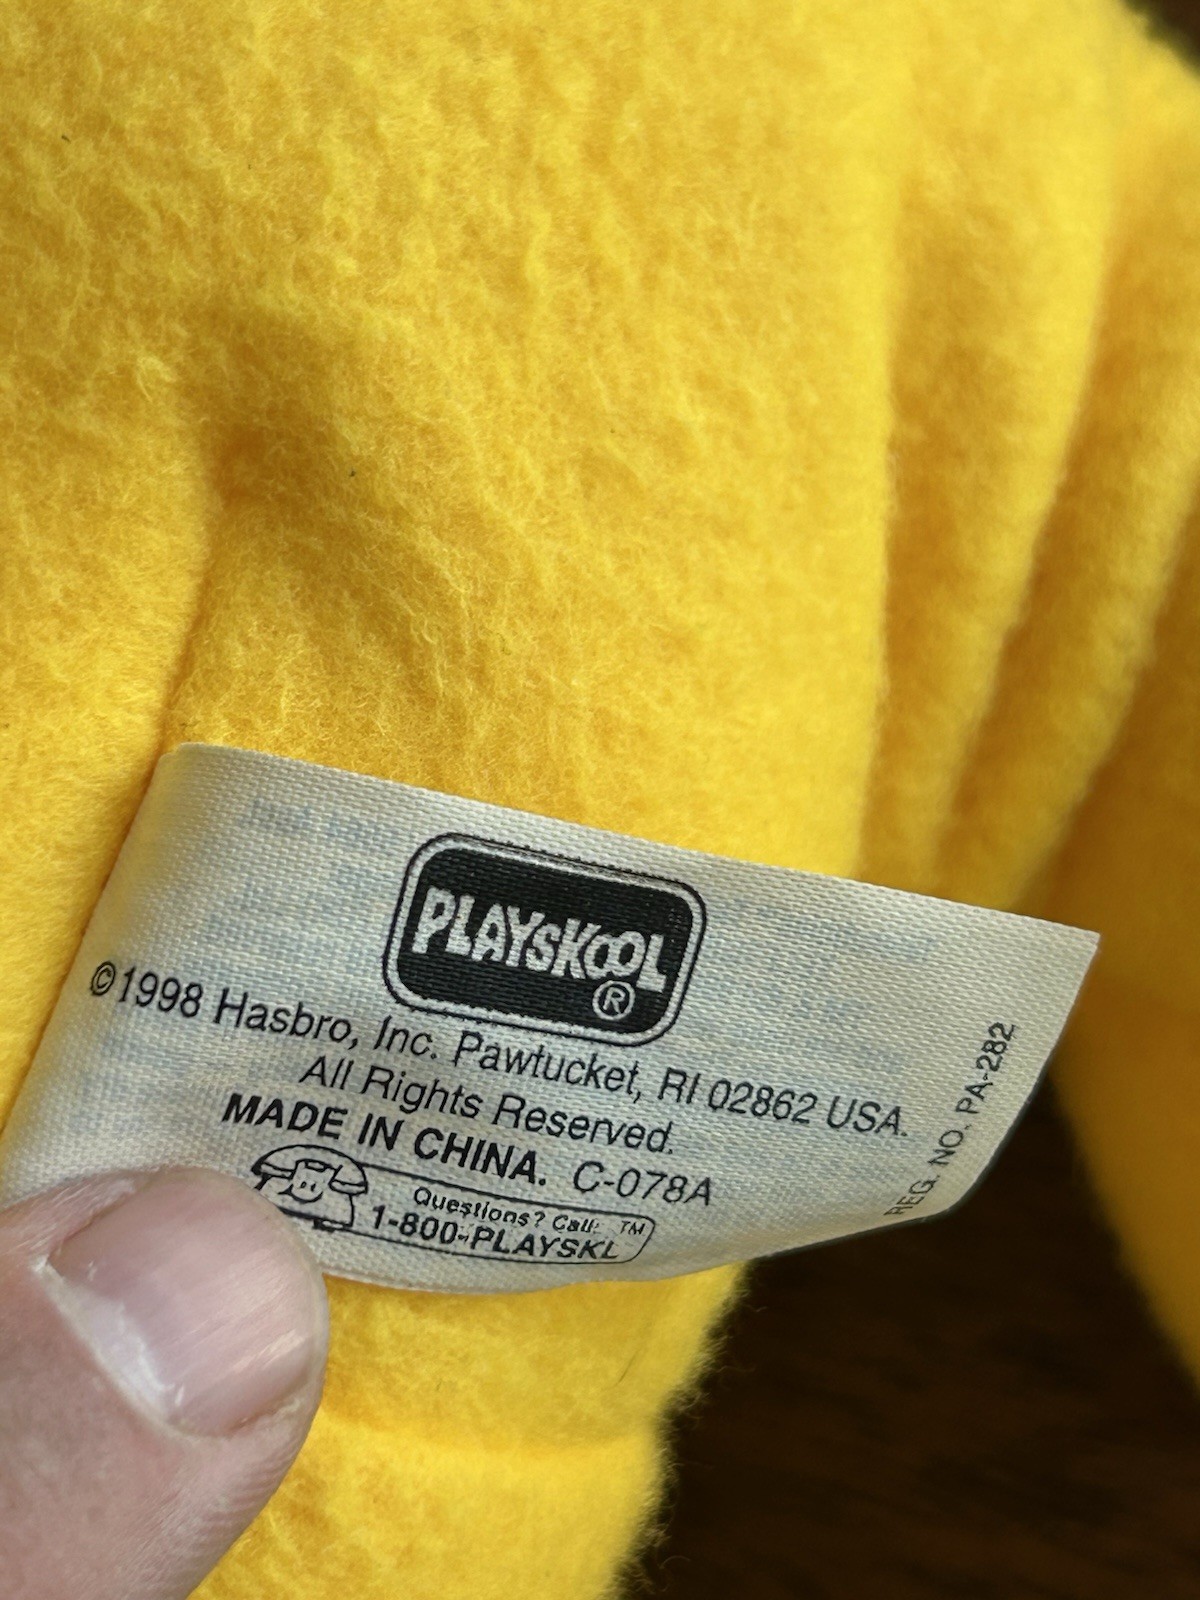 PLAYSKOOL®
©1998 Hasbro, Inc. Pawtucket, RI 02862 USA.
All Rights Reserved.
MADE IN CHINA. C-078A
Questions? Call: ™
1-800-PLAYSKL
REG. NO. PA-282